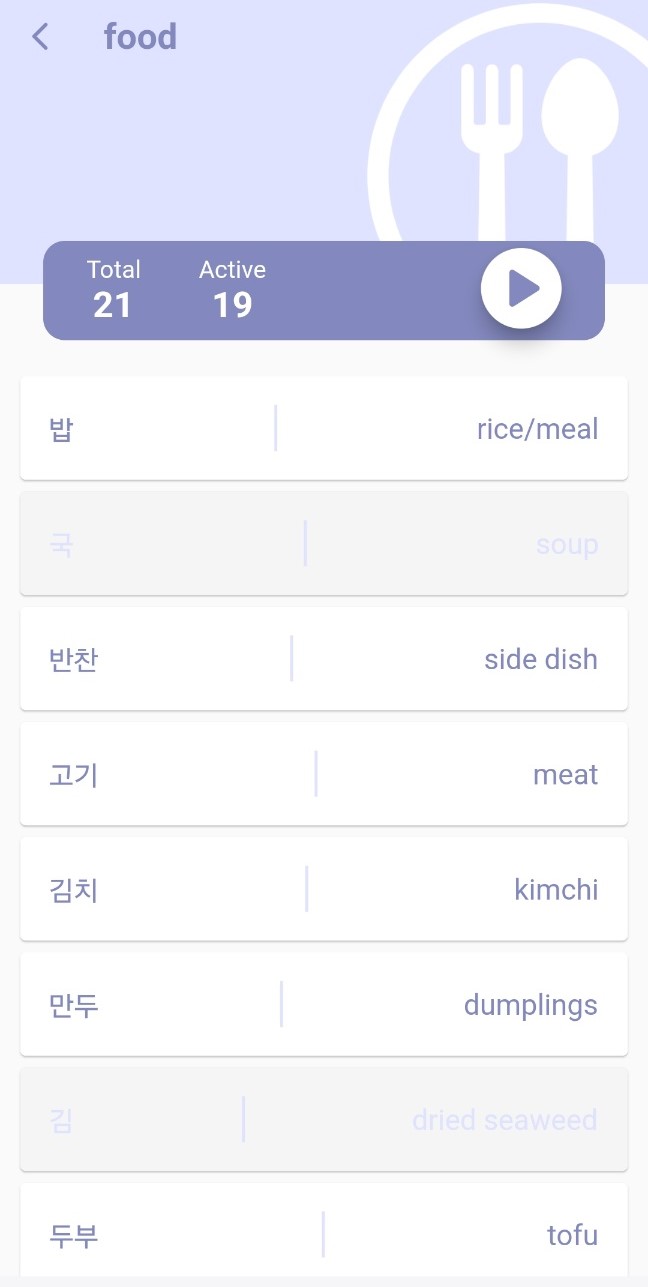 food
Total Active
21 19
밥 rice/meal
국 soup
반찬 side dish
고기 meat
김치 kimchi
만두 dumplings
김 dried seaweed
두부 tofu